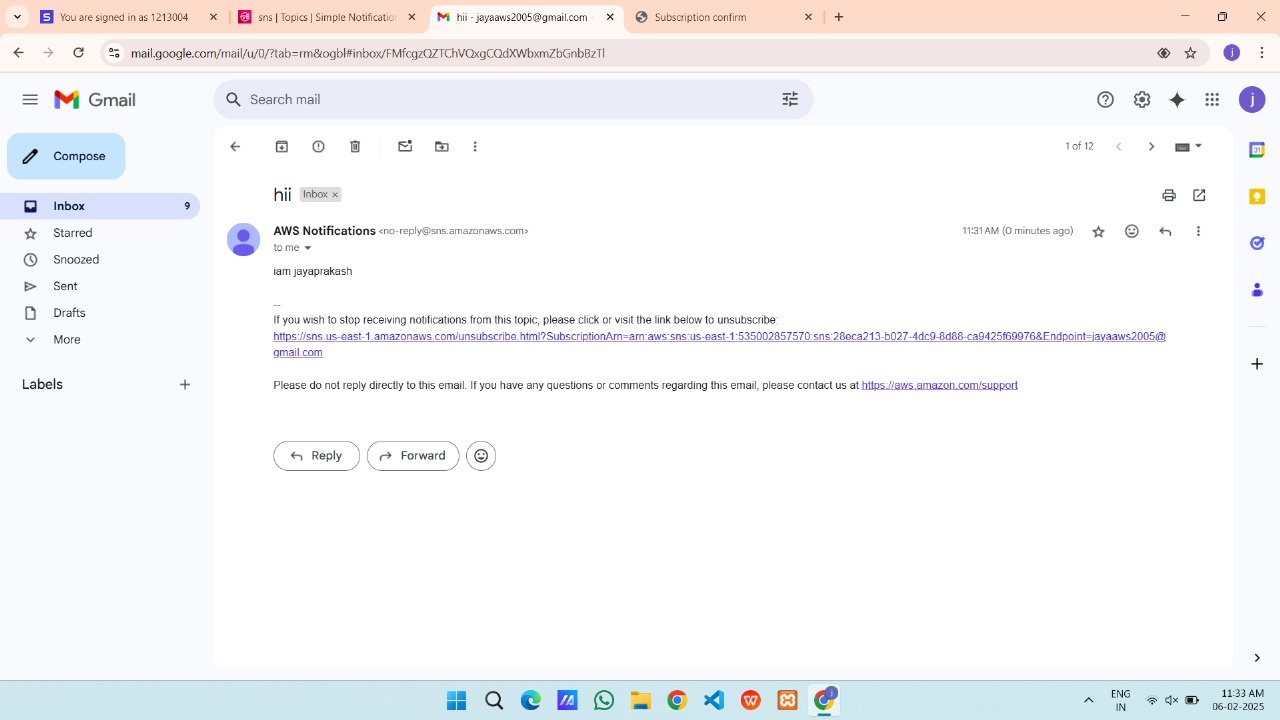 You are signed in as 1213004
sns | Topics | Simple Notification
hii - jayaaws2005@gmail.com -
Subscription confirm
mail.google.com/mail/u/0/?tab=rm&ogbl#inbox/FMfcgzQZTChVQxgCQdXWbxmZbGnbBzTl
j
Gmail
Search mail
j
Compose
1 of 12
Inbox 9
Starred
Snoozed
Sent
Drafts
More
Labels
hii Inbox ×
AWS Notifications <no-reply@sns.amazonaws.com>
11:31 AM (0 minutes ago)
to me
iam jayaprakash
--
If you wish to stop receiving notifications from this topic, please click or visit the link below to unsubscribe:
https://sns.us-east-1.amazonaws.com/unsubscribe.html?SubscriptionArn=arn:aws:sns:us-east-1:535002857570:sns:28eca213-b027-4dc9-8d88-ca9425f69976&Endpoint=jayaaws2005@
gmail.com
Please do not reply directly to this email. If you have any questions or comments regarding this email, please contact us at https://aws.amazon.com/support
Reply
Forward
31
ENG
IN
11:33 AM
06-02-2025